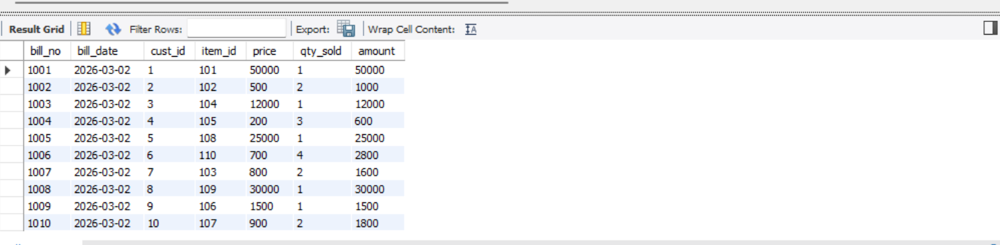 Result Grid Filter Rows: Export: Wrap Cell Content:
bill_no bill_date cust_id item_id price qty_sold amount
1001 2026-03-02 1 101 50000 1 50000
1002 2026-03-02 2 102 500 2 1000
1003 2026-03-02 3 104 12000 1 12000
1004 2026-03-02 4 105 200 3 600
1005 2026-03-02 5 108 25000 1 25000
1006 2026-03-02 6 110 700 4 2800
1007 2026-03-02 7 103 800 2 1600
1008 2026-03-02 8 109 30000 1 30000
1009 2026-03-02 9 106 1500 1 1500
1010 2026-03-02 10 107 900 2 1800